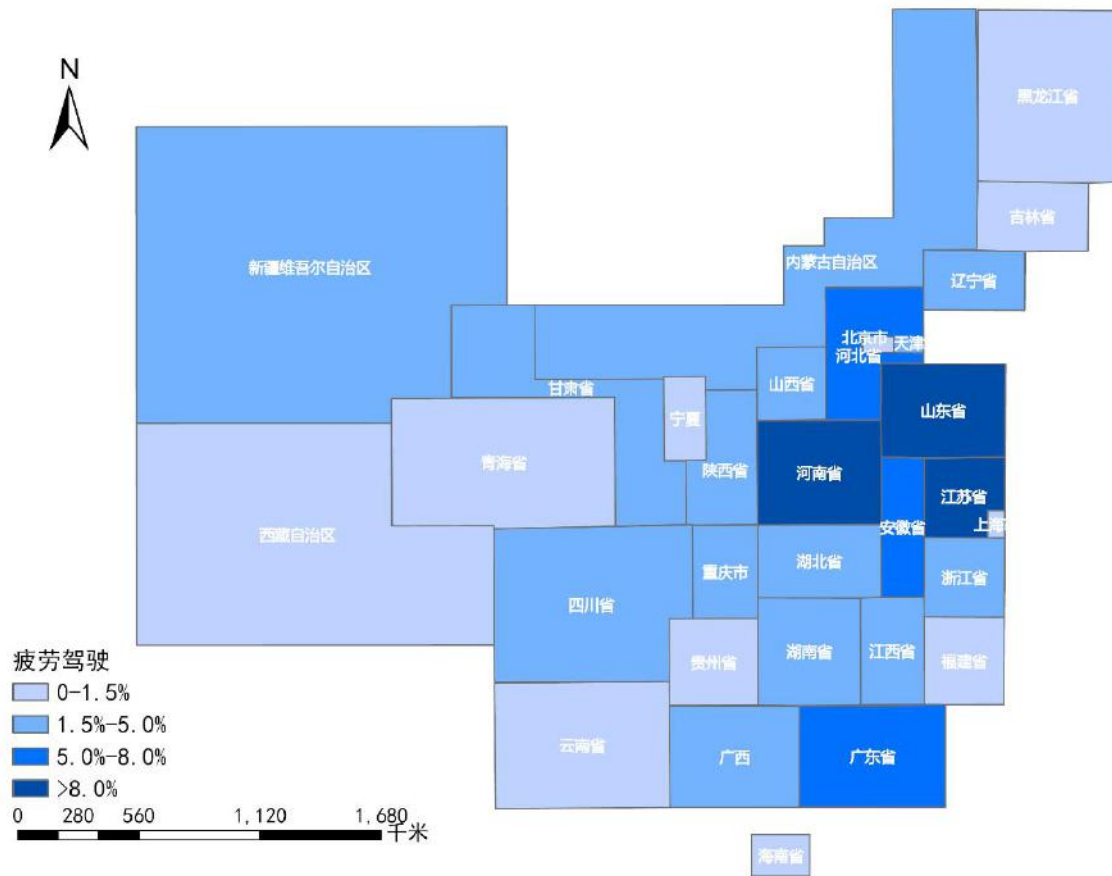 N
黑龙江省
吉林省
新疆维吾尔自治区
内蒙古自治区
辽宁省
北京市
天津
河北省
甘肃省
山西省
宁夏
山东省
青海省
陕西省
河南省
江苏省
上海
安徽省
西藏自治区
重庆市
湖北省
浙江省
四川省
贵州省
湖南省
江西省
福建省
云南省
广西
广东省
海南省
疲劳驾驶
0-1.5%
1.5%-5.0%
5.0%-8.0%
>8.0%
0 280 560 1,120 1,680
千米